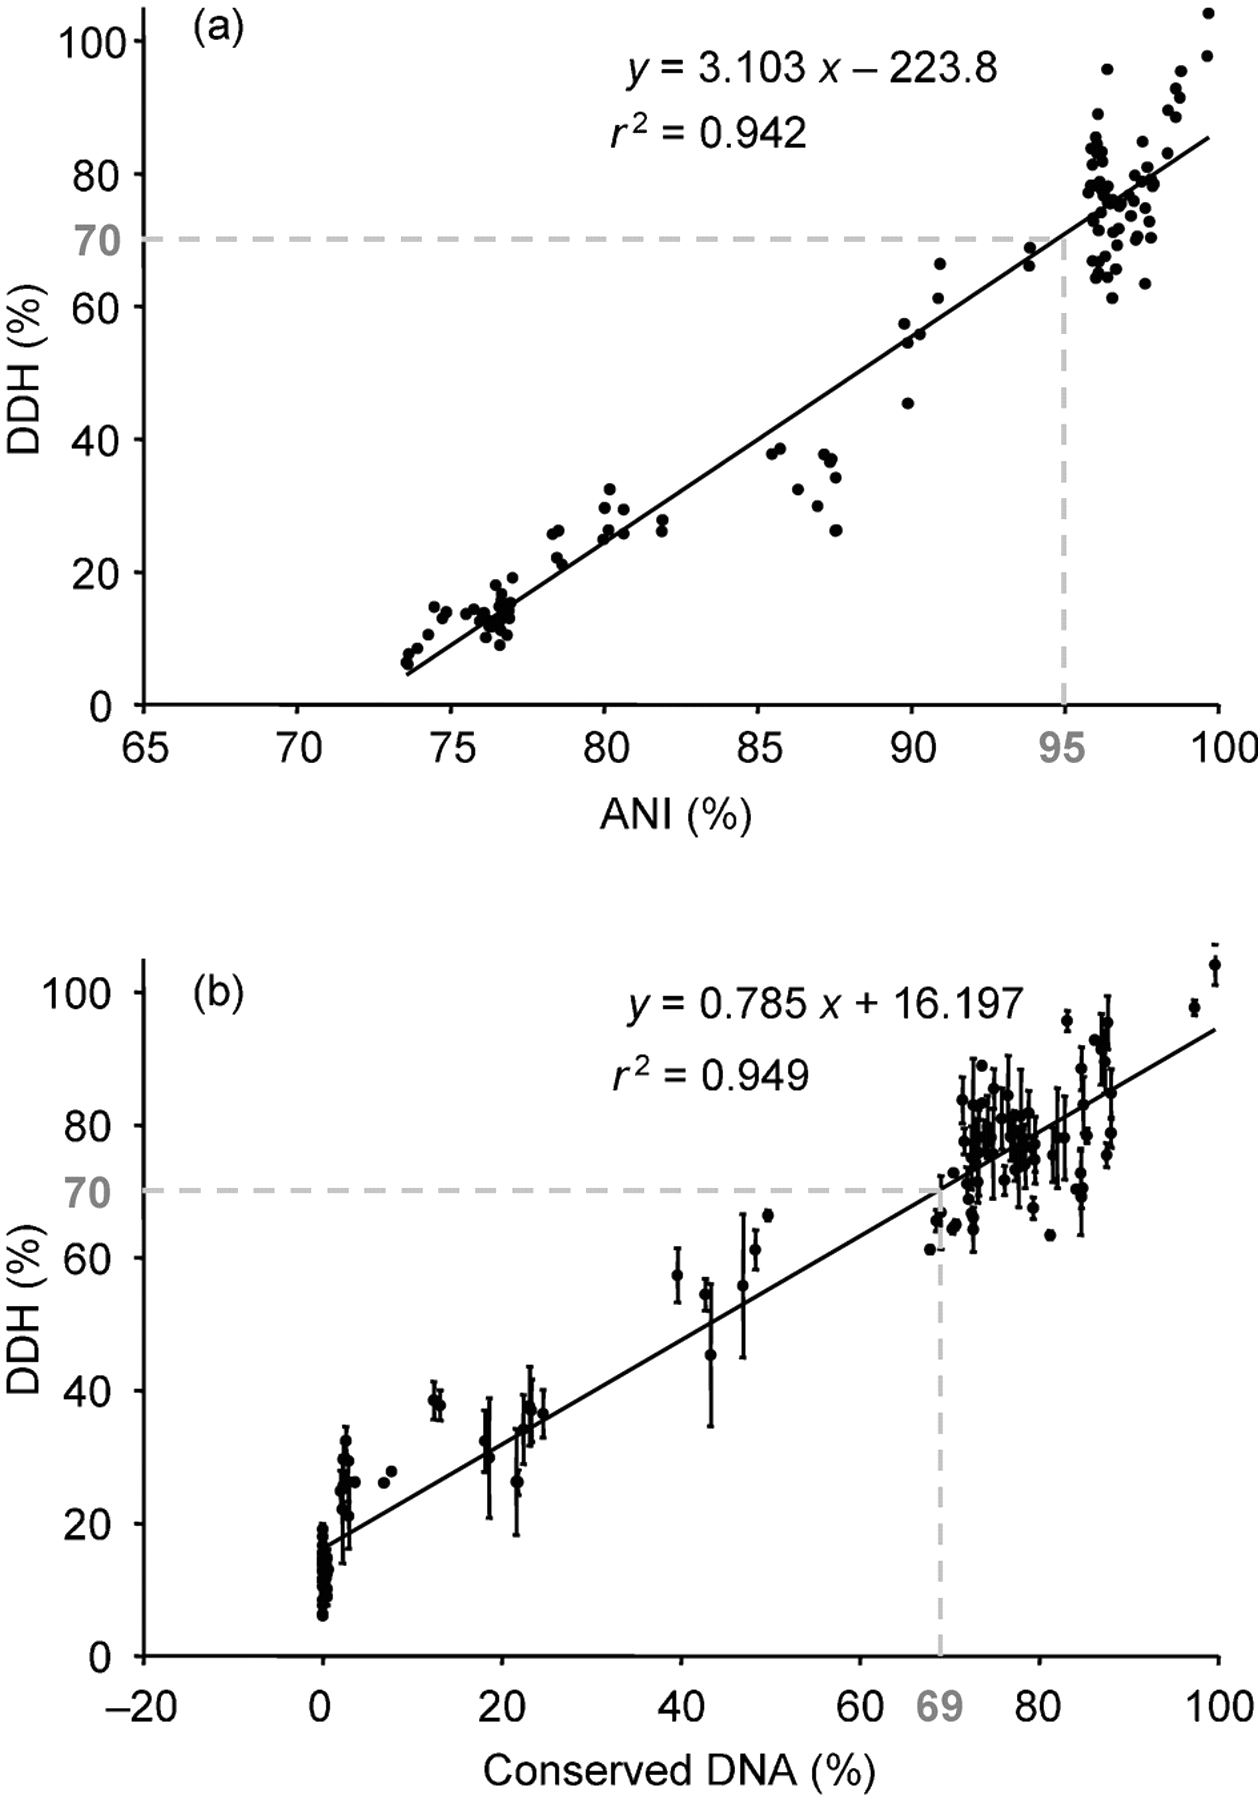 (a)
y = 3.103 x – 223.8
r² = 0.942
100
80
70
60
40
20
0
DDH (%)
65 70 75 80 85 90 95 100
ANI (%)
(b)
y = 0.785 x + 16.197
r² = 0.949
100
80
70
60
40
20
0
DDH (%)
–20 0 20 40 60 69 80 100
Conserved DNA (%)